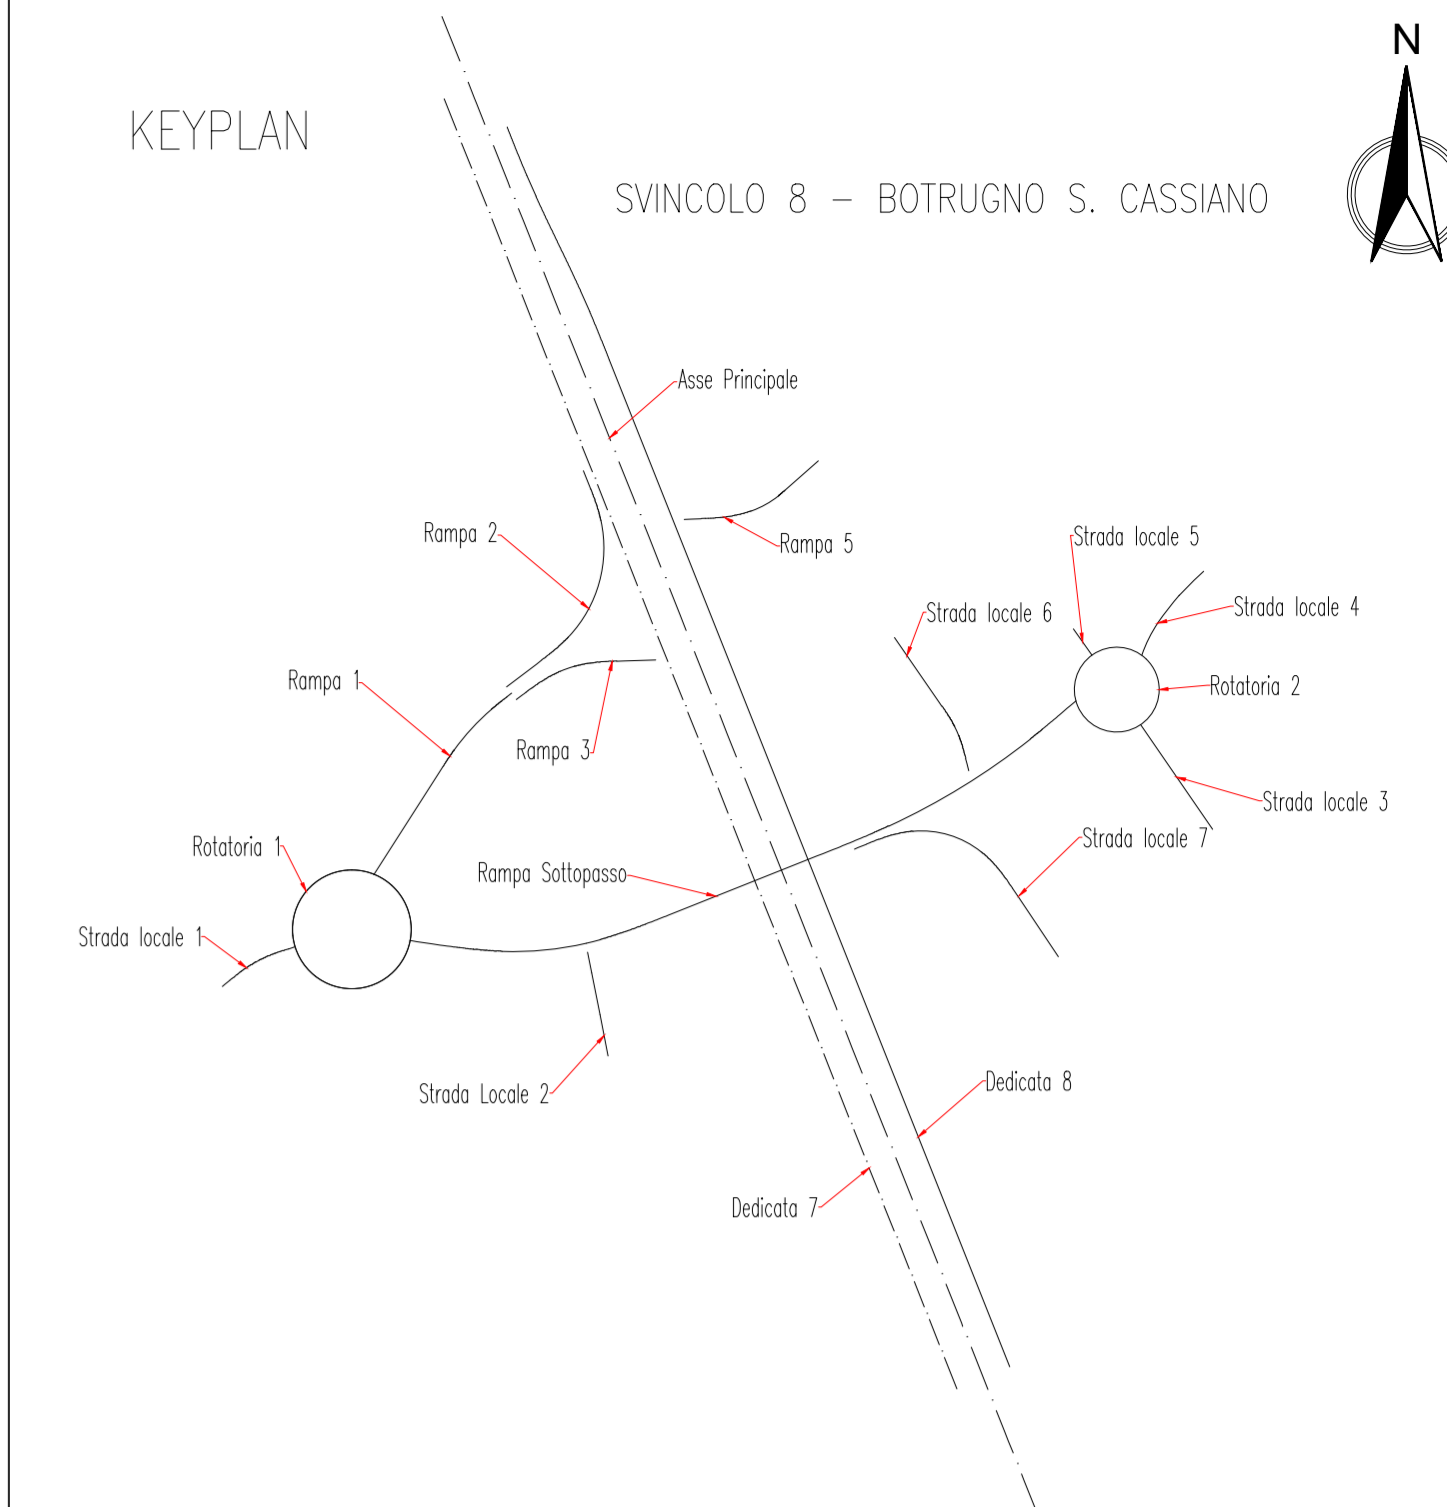 N
KEYPLAN
SVINCOLO 8 – BOTRUGNO S. CASSIANO
Asse Principale
Rampa 2
Rampa 5
Strada locale 5
Strada locale 6
Strada locale 4
Rampa 1
Rotatoria 2
Rampa 3
Strada locale 3
Rotatoria 1
Strada locale 7
Rampa Sottopasso
Strada locale 1
Strada Locale 2
Dedicata 8
Dedicata 7